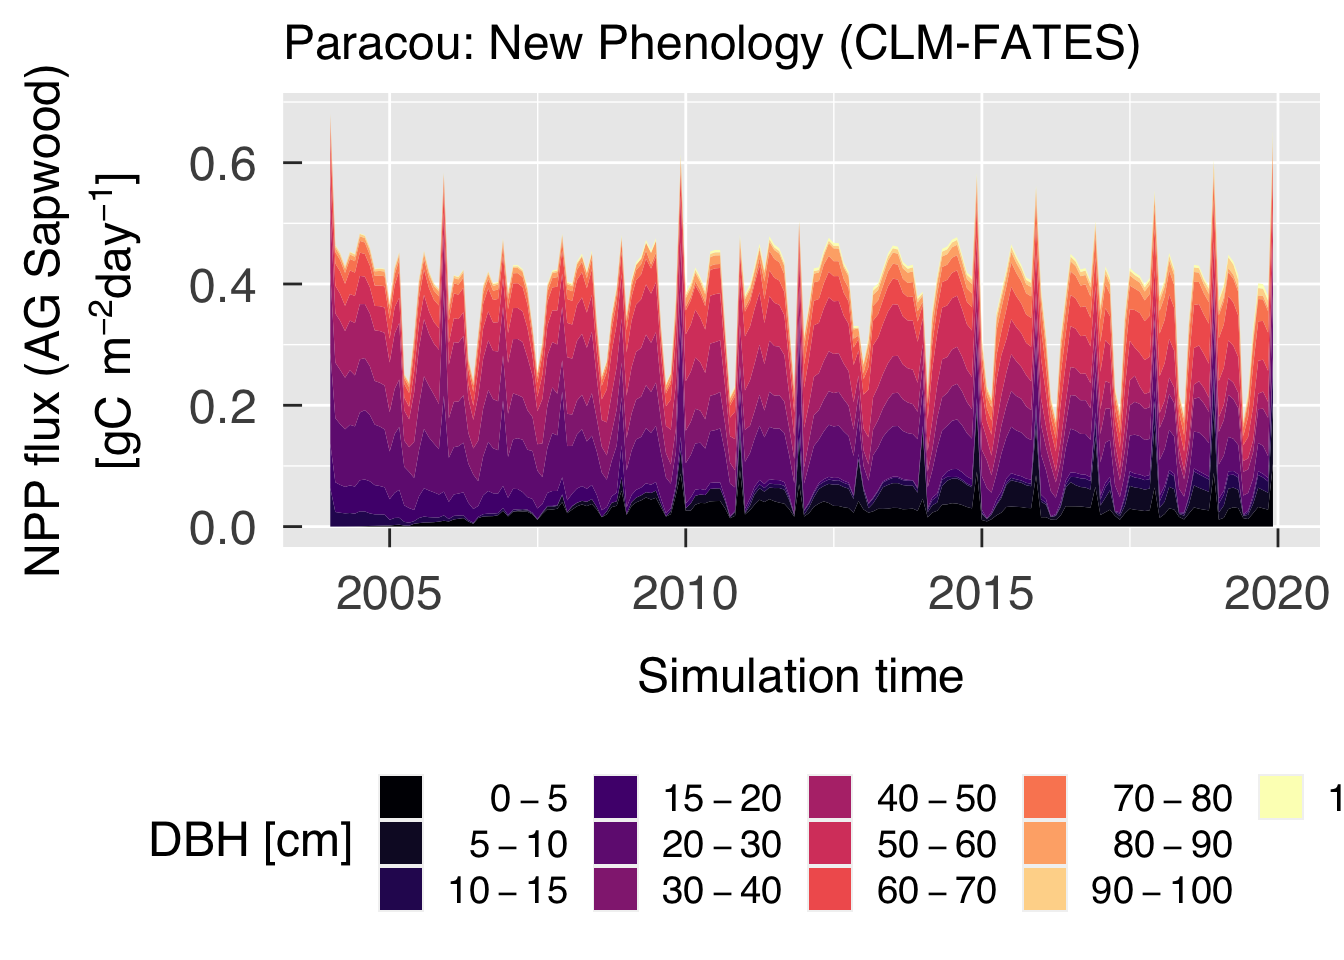 Paracou: New Phenology (CLM-FATES)
NPP flux (AG Sapwood)
[gC m⁻²day⁻¹]
0.6
0.4
0.2
0.0
2005 2010 2015 2020
Simulation time
DBH [cm]
0 – 5 15 – 20 40 – 50 70 – 80
5 – 10 20 – 30 50 – 60 80 – 90
10 – 15 30 – 40 60 – 70 90 – 100